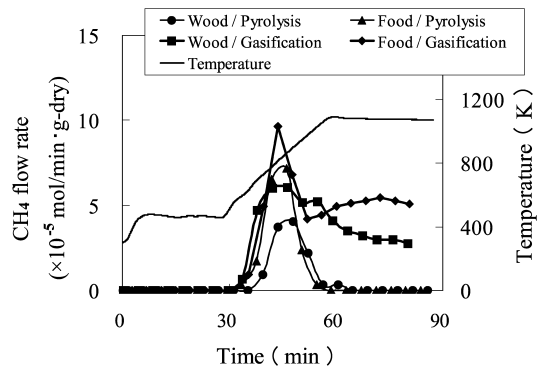 Wood / Pyrolysis
Food / Pyrolysis
Wood / Gasification
Food / Gasification
Temperature
15
10
5
0
CH4 flow rate
(×10-5 mol/min・g-dry)
1200
800
400
0
Temperature ( K )
0
30
60
90
Time ( min )